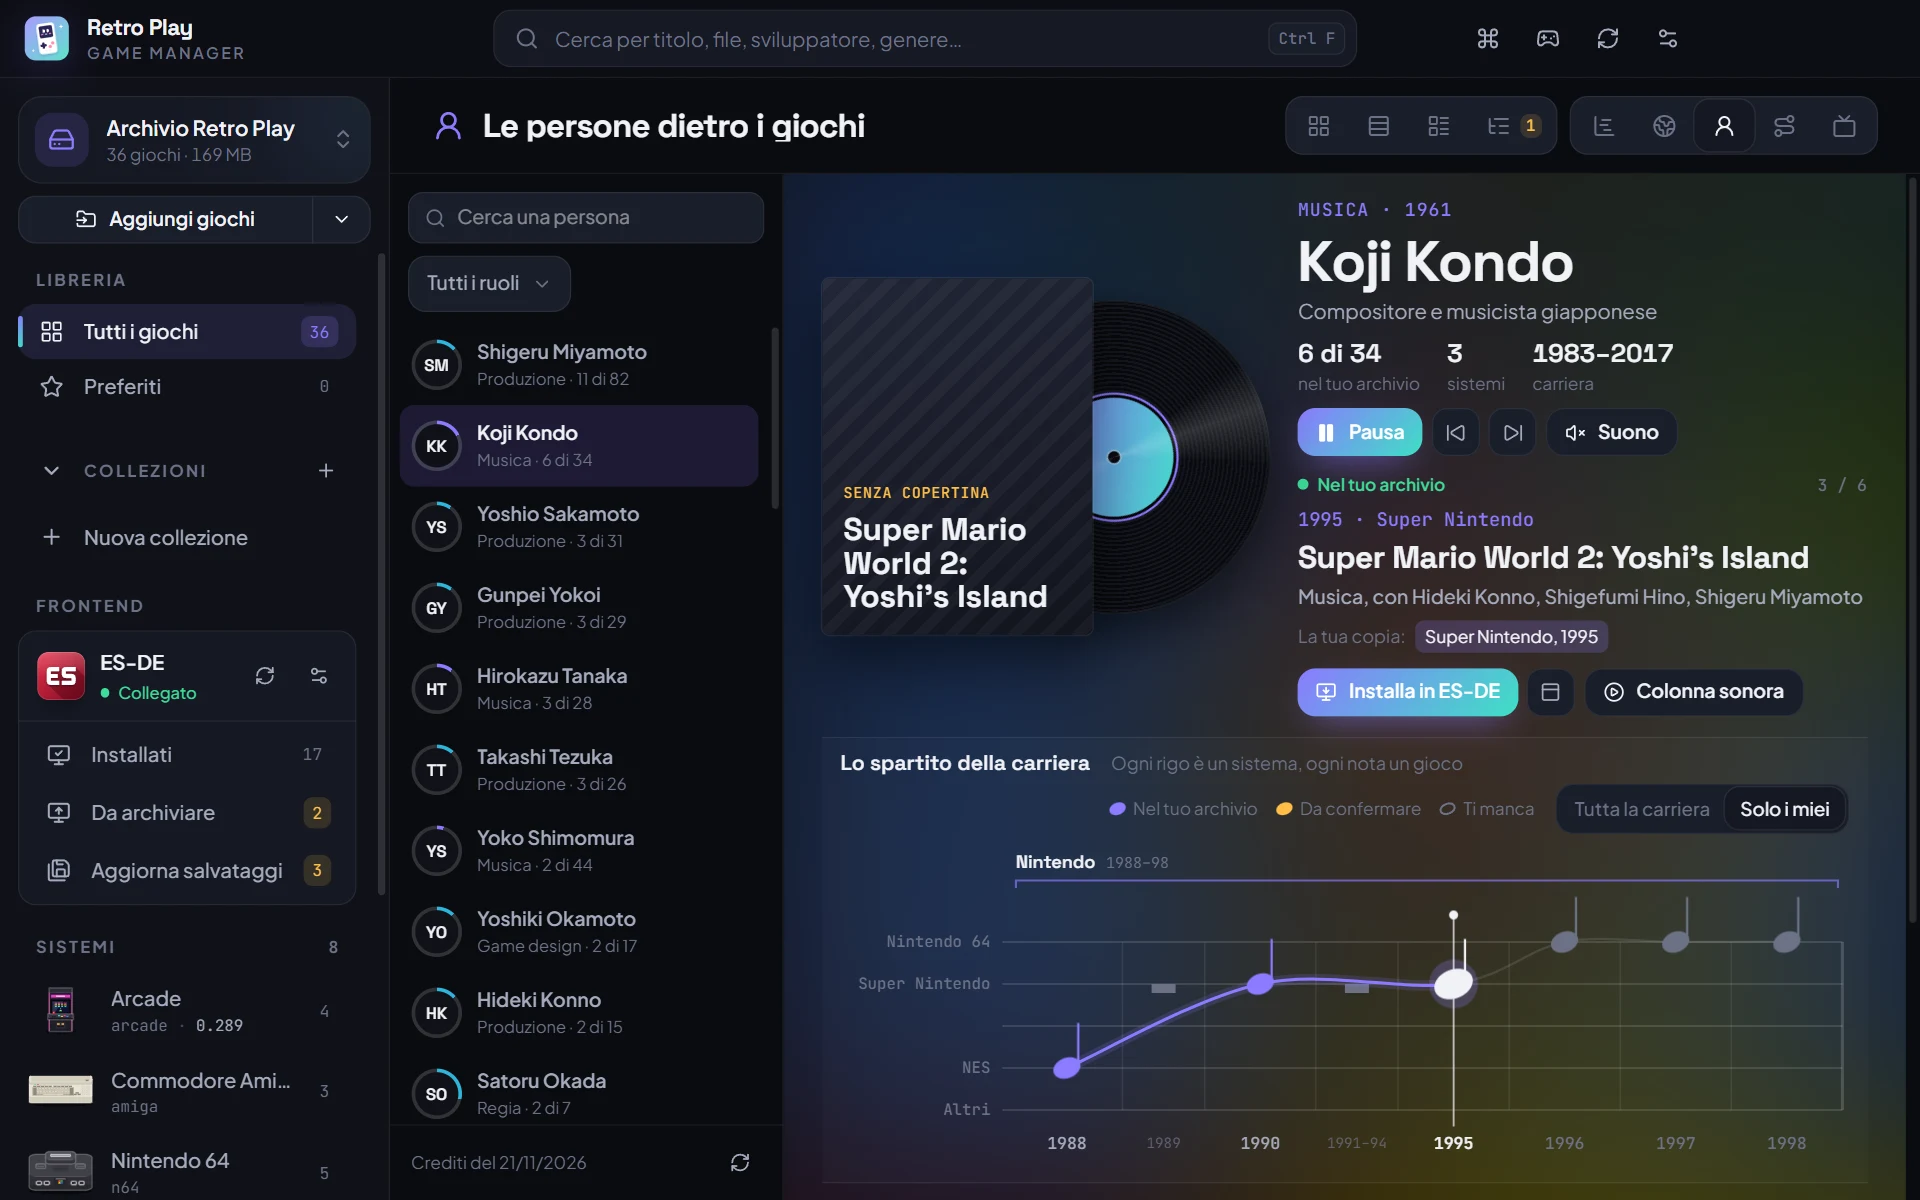 Retro Play
GAME MANAGER
Cerca per titolo, file, sviluppatore, genere...
Ctrl F
Archivio Retro Play
36 giochi · 169 MB
Aggiungi giochi
LIBRERIA
Tutti i giochi
36
Preferiti
0
COLLEZIONI
Nuova collezione
FRONTEND
ES
ES-DE
Collegato
Installati
17
Da archiviare
2
Aggiorna salvataggi
3
SISTEMI
8
Arcade
arcade · 0.289
4
Commodore Ami...
amiga
3
Nintendo 64
n64
5
Le persone dietro i giochi
1
Cerca una persona
Tutti i ruoli
SM
Shigeru Miyamoto
Produzione · 11 di 82
KK
Koji Kondo
Musica · 6 di 34
YS
Yoshio Sakamoto
Produzione · 3 di 31
GY
Gunpei Yokoi
Produzione · 3 di 29
HT
Hirokazu Tanaka
Musica · 3 di 28
TT
Takashi Tezuka
Produzione · 3 di 26
YS
Yoko Shimomura
Musica · 2 di 44
YO
Yoshiki Okamoto
Game design · 2 di 17
HK
Hideki Konno
Produzione · 2 di 15
SO
Satoru Okada
Regia · 2 di 7
Crediti del 21/11/2026
SENZA COPERTINA
Super Mario
World 2:
Yoshi's Island
MUSICA · 1961
Koji Kondo
Compositore e musicista giapponese
6 di 34
nel tuo archivio
3
sistemi
1983–2017
carriera
Pausa
Suono
Nel tuo archivio
3 / 6
1995 · Super Nintendo
Super Mario World 2: Yoshi's Island
Musica, con Hideki Konno, Shigefumi Hino, Shigeru Miyamoto
La tua copia:
Super Nintendo, 1995
Installa in ES-DE
Colonna sonora
Lo spartito della carriera
Ogni rigo è un sistema, ogni nota un gioco
Nel tuo archivio
Da confermare
Ti manca
Tutta la carriera
Solo i miei
Nintendo 1988–98
Nintendo 64
Super Nintendo
NES
Altri
1988
1989
1990
1991–94
1995
1996
1997
1998